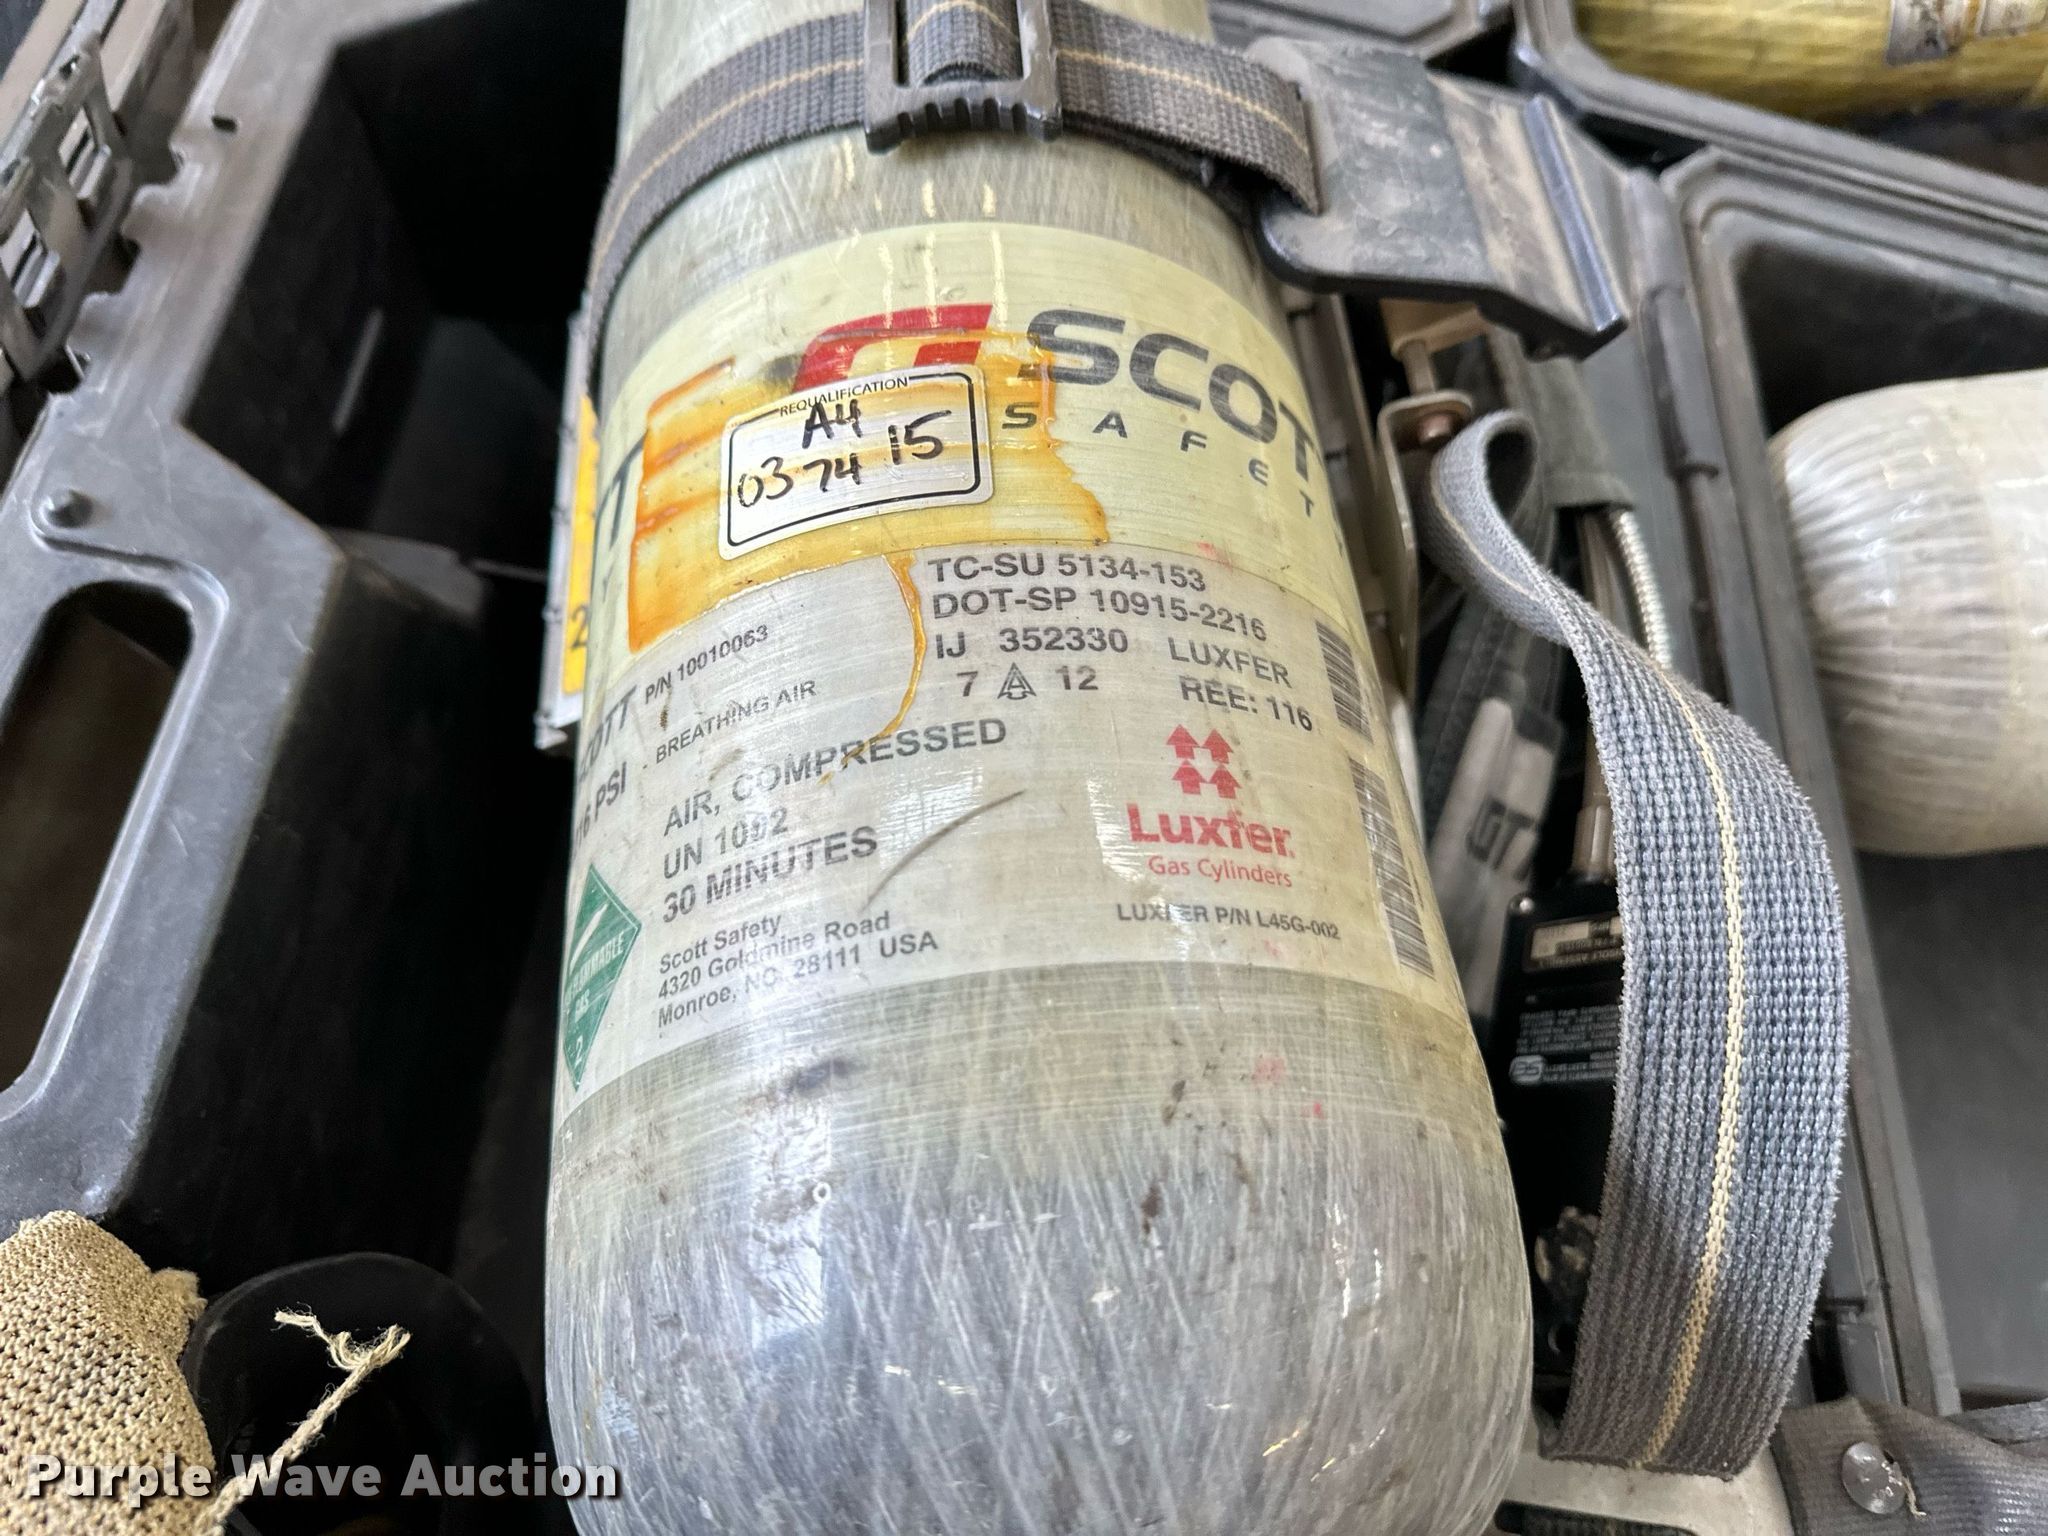 SCOTT
SAFETY
REQUALIFICATION
A4
03 74 15
TC-SU 5134-153
DOT-SP 10915-2216
IJ 352330 LUXFER
7 12 REE: 116
P/N 10010063
BREATHING AIR
PSI
AIR, COMPRESSED
UN 1002
30 MINUTES
Scott Safety
4320 Goldmine Road
Monroe, NC 28111 USA
Luxfer
Gas Cylinders
LUXFER P/N L45G-002
GAS
2
Purple Wave Auction